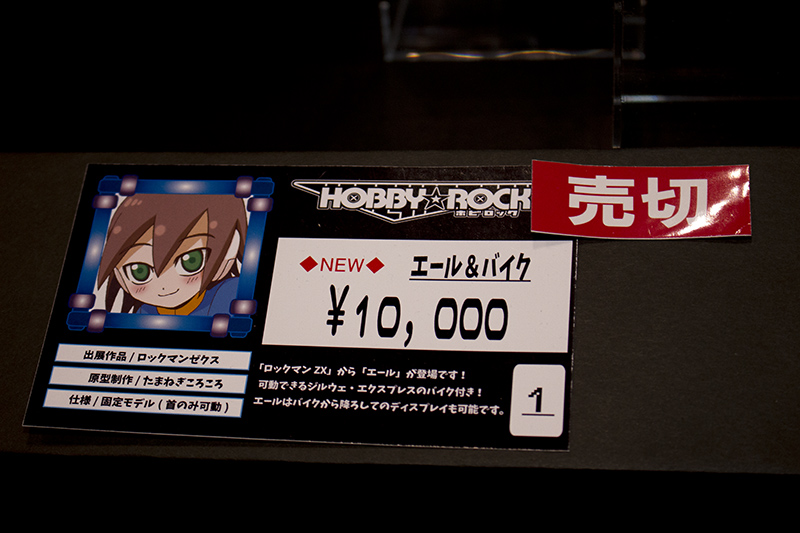 HOBBY☆ROCK
ホビーロック
売切
◆NEW◆ エール&バイク
¥10,000
出展作品/ロックマンゼクス
原型制作/たまねぎころころ
仕様/固定モデル(首のみ可動)
「ロックマンZX」から「エール」が登場です!
可動できるジルウェ・エクスプレスのバイク付き!
エールはバイクから降ろしてのディスプレイも可能です。
1